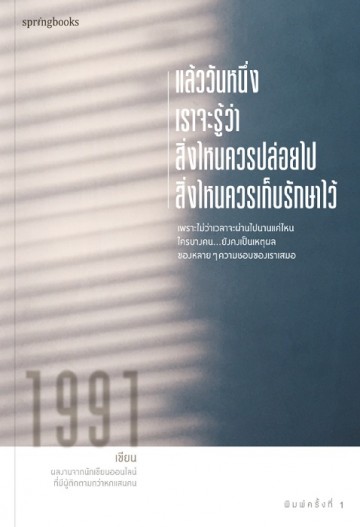 springbooks
แล้ววันหนึ่ง
เราจะรู้ว่า
สิ่งไหนควรปล่อยไป
สิ่งไหนควรเก็บรักษาไว้
เพราะไม่ว่าเวลาจะผ่านไปนานแค่ไหน
ใครบางคน...ยังคงเป็นเหตุผล
ของหลาย ๆ ความชอบของเราเสมอ
1991
เขียน
ผลงานจากนักเขียนออนไลน์
ที่มีผู้ติดตามกว่าหกแสนคน
พิมพ์ครั้งที่ 1